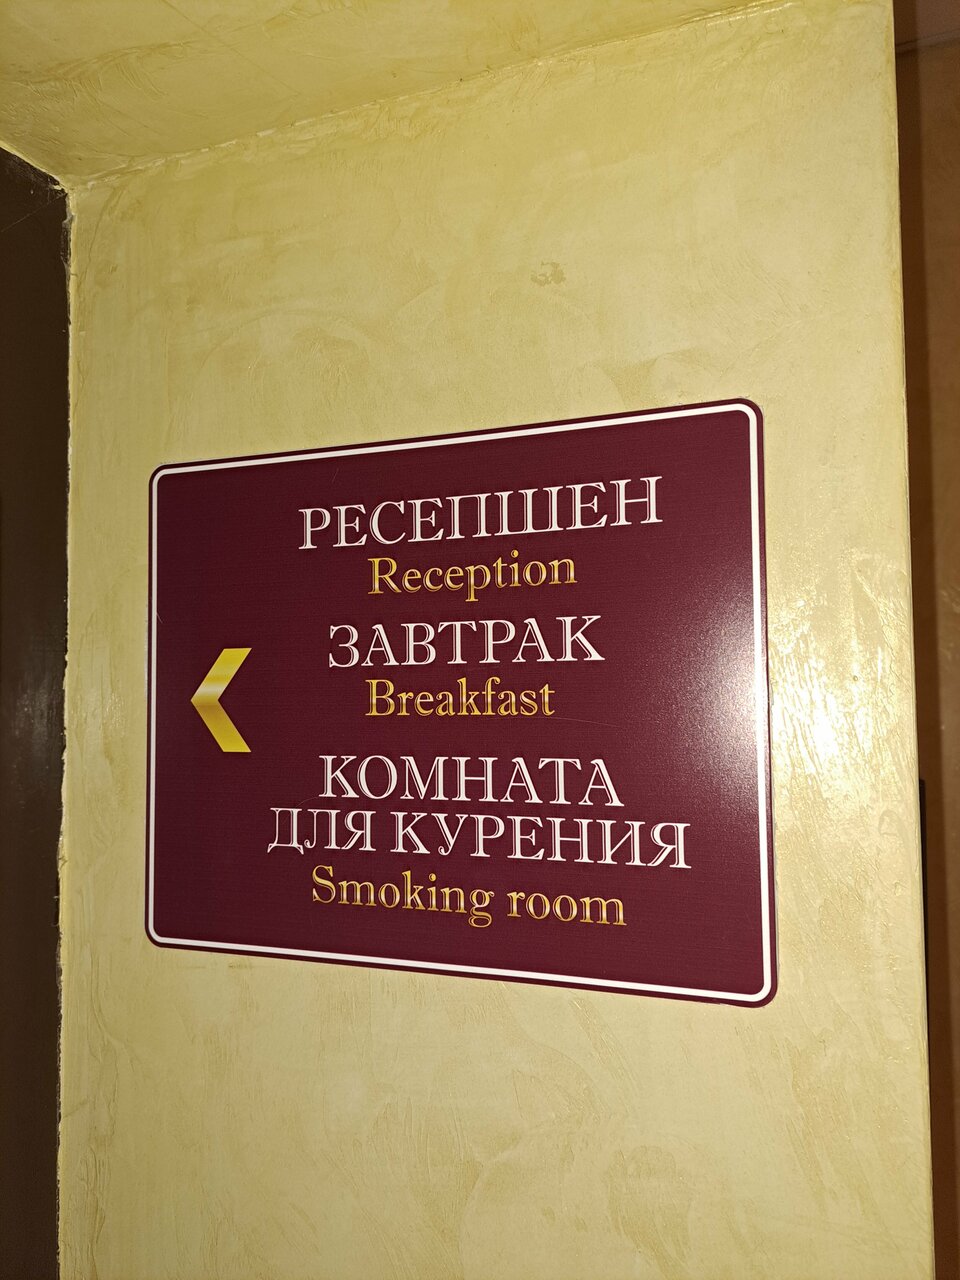 РЕСЕПШЕН
Reception
ЗАВТРАК
Breakfast
КОМНАТА
ДЛЯ КУРЕНИЯ
Smoking room